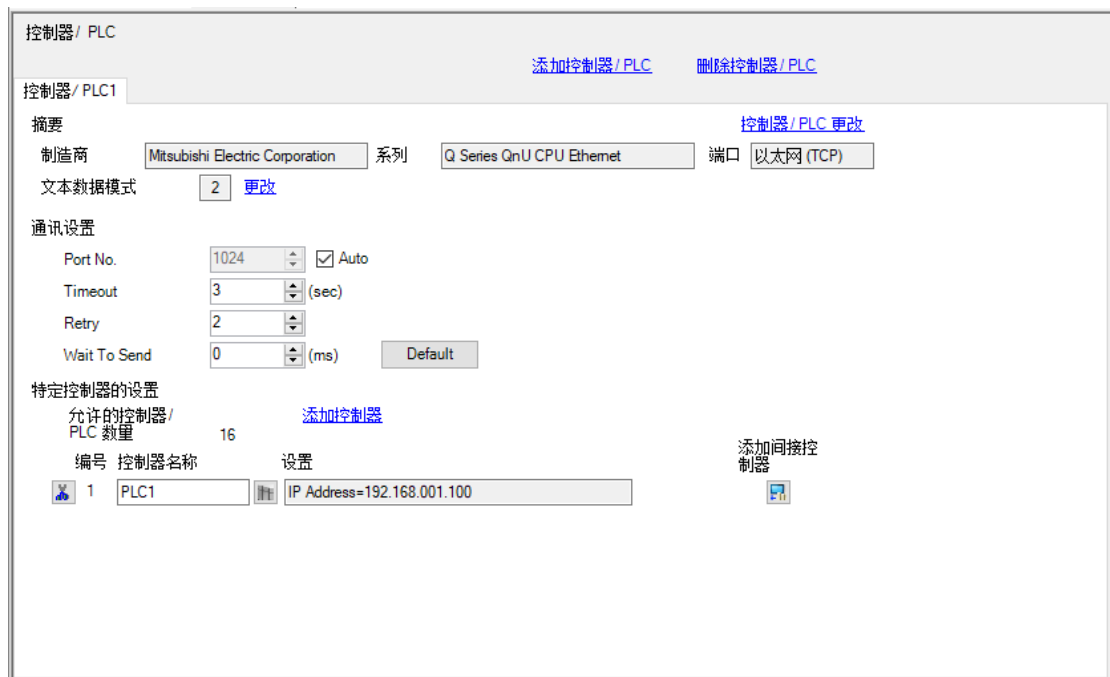 控制器/ PLC
添加控制器/PLC 删除控制器/PLC
控制器/PLC1
摘要 控制器/PLC 更改
制造商 Mitsubishi Electric Corporation 系列 Q Series QnU CPU Ethernet 端口 以太网 (TCP)
文本数据模式 2 更改
通讯设置
Port No. 1024 Auto
Timeout 3 (sec)
Retry 2
Wait To Send 0 (ms) Default
特定控制器的设置
允许的控制器/ 添加控制器
PLC 数量 16
添加间接控
编号 控制器名称 设置 制器
1 PLC1 IP Address=192.168.001.100